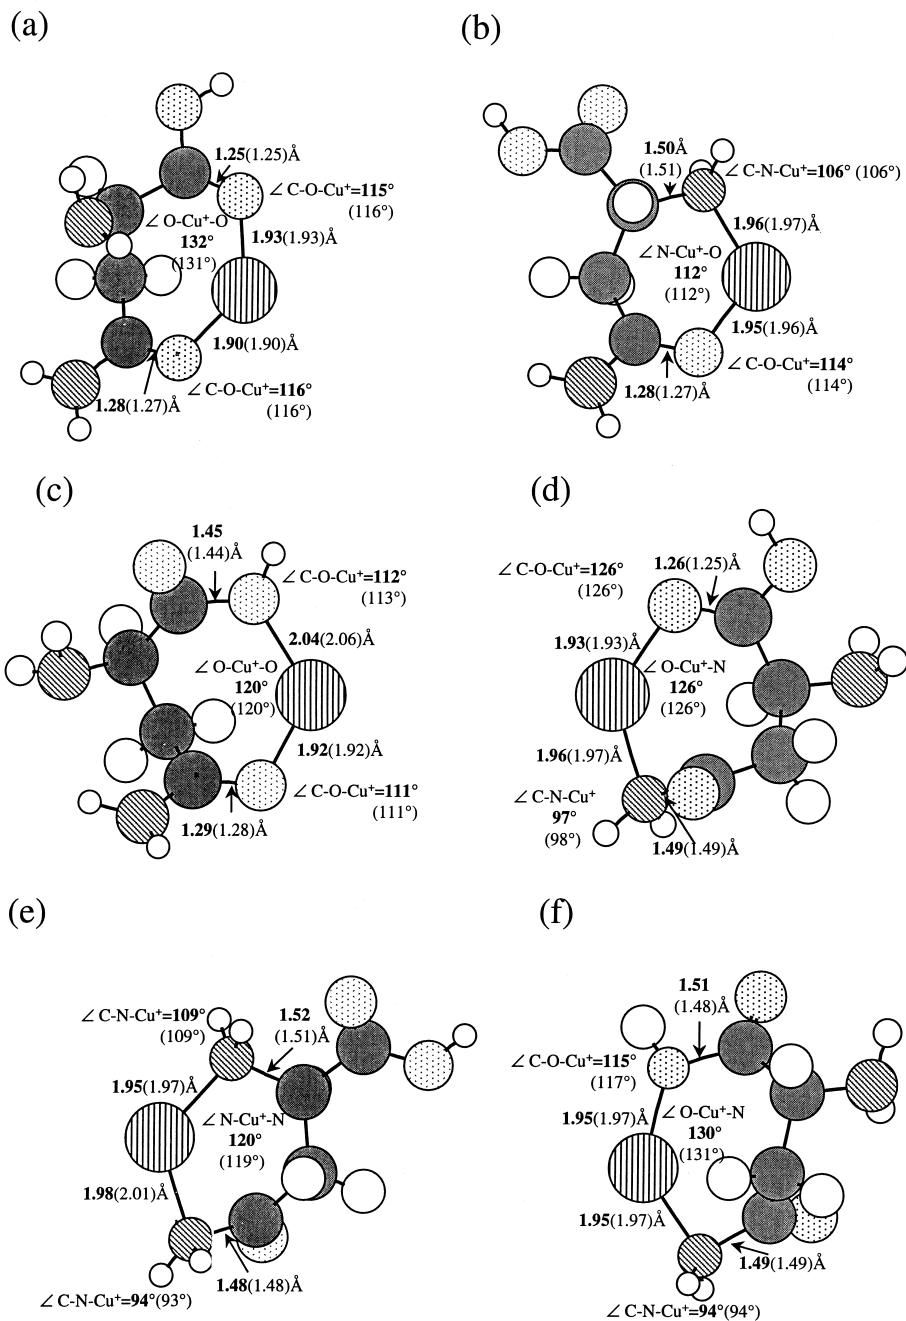 (a)
1.25(1.25)Å
∠ C-O-Cu⁺=115°
(116°)
∠ O-Cu⁺-O
132°
(131°)
1.93(1.93)Å
1.90(1.90)Å
∠ C-O-Cu⁺=116°
(116°)
1.28(1.27)Å
(b)
1.50Å
(1.51)
∠ C-N-Cu⁺=106° (106°)
1.96(1.97)Å
∠ N-Cu⁺-O
112°
(112°)
1.95(1.96)Å
∠ C-O-Cu⁺=114°
(114°)
1.28(1.27)Å
(c)
1.45
(1.44)Å
∠ C-O-Cu⁺=112°
(113°)
2.04(2.06)Å
∠ O-Cu⁺-O
120°
(120°)
1.92(1.92)Å
∠ C-O-Cu⁺=111°
(111°)
1.29(1.28)Å
(d)
∠ C-O-Cu⁺=126°
(126°)
1.26(1.25)Å
1.93(1.93)Å
∠ O-Cu⁺-N
126°
(126°)
1.96(1.97)Å
∠ C-N-Cu⁺
97°
(98°)
1.49(1.49)Å
(e)
∠ C-N-Cu⁺=109°
(109°)
1.52
(1.51)Å
1.95(1.97)Å
∠ N-Cu⁺-N
120°
(119°)
1.98(2.01)Å
1.48(1.48)Å
∠ C-N-Cu⁺=94°(93°)
(f)
1.51
(1.48)Å
∠ C-O-Cu⁺=115°
(117°)
1.95(1.97)Å
∠ O-Cu⁺-N
130°
(131°)
1.95(1.97)Å
1.49(1.49)Å
∠ C-N-Cu⁺=94°(94°)